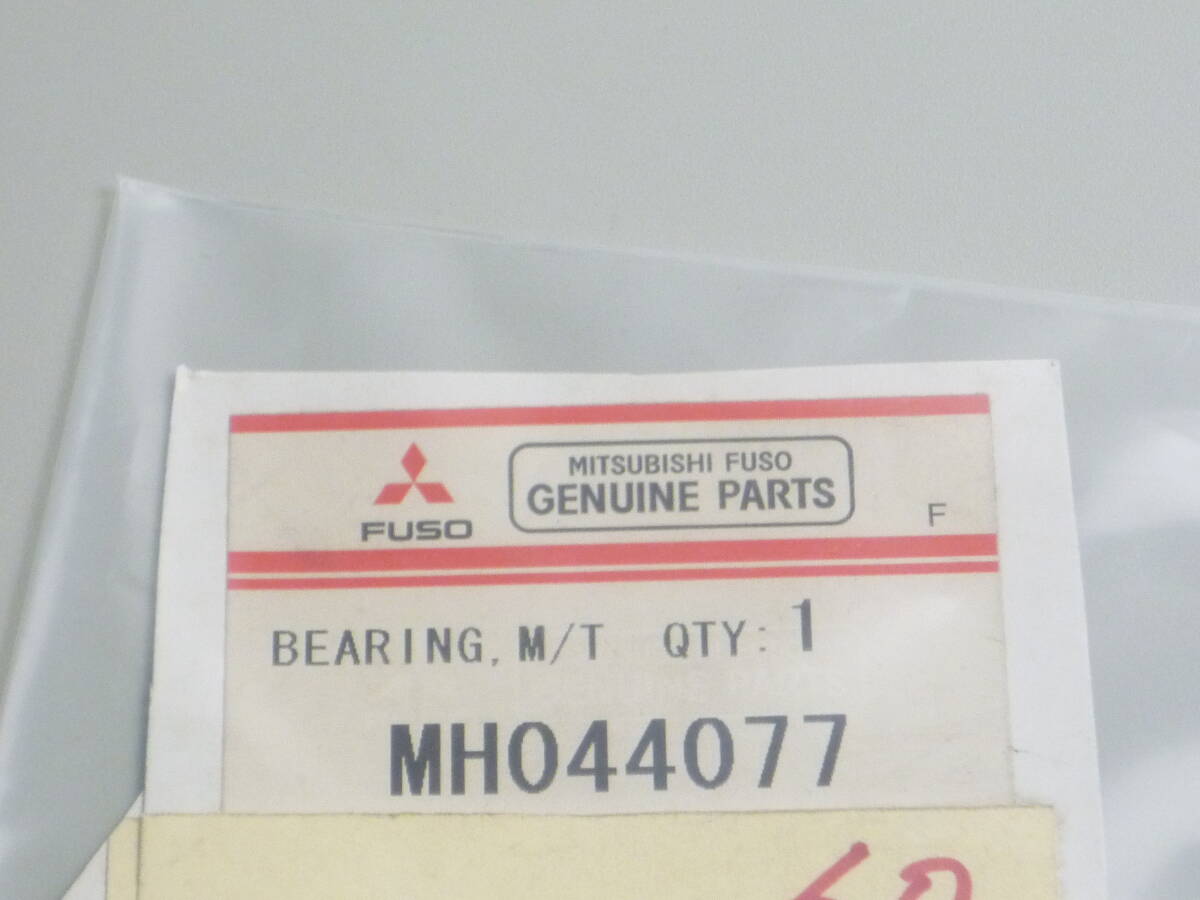 FUSO
MITSUBISHI FUSO
GENUINE PARTS
F
BEARING, M/T QTY: 1
MH044077